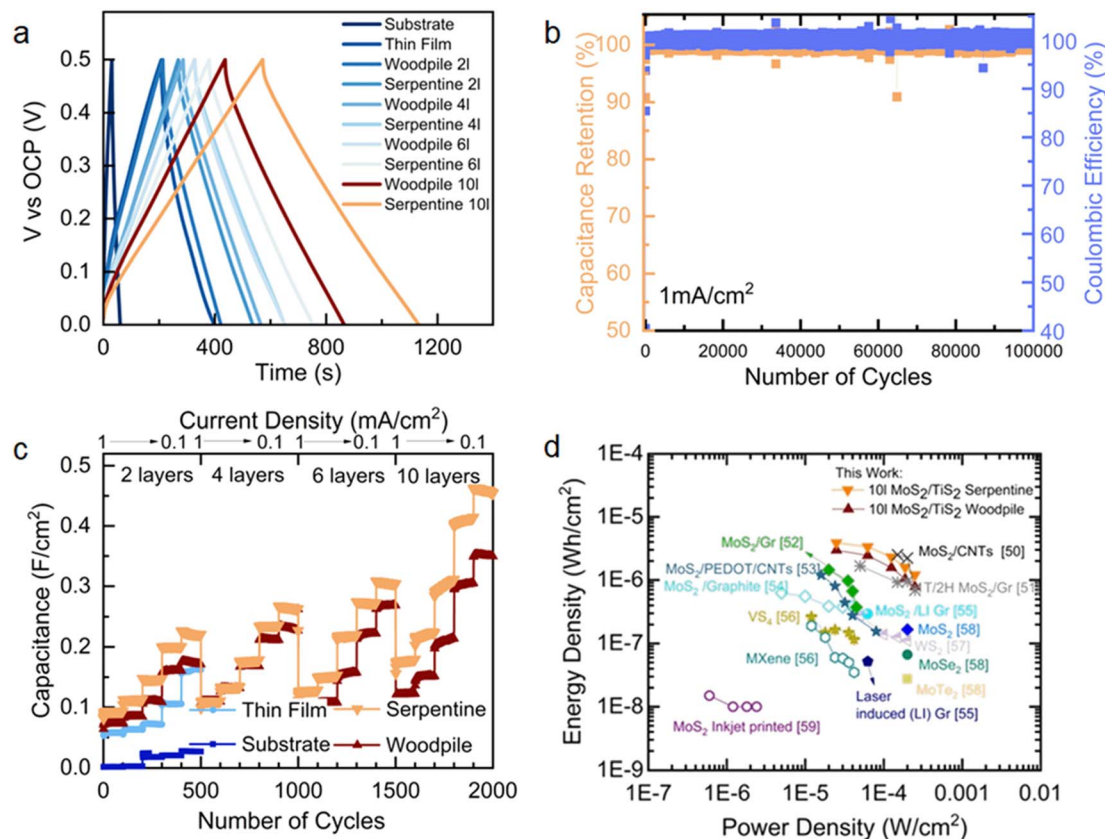 a
V vs OCP (V)
0.5
0.4
0.3
0.2
0.1
0.0
0
400
800
1200
Time (s)
Substrate
Thin Film
Woodpile 2l
Serpentine 2l
Woodpile 4l
Serpentine 4l
Woodpile 6l
Serpentine 6l
Woodpile 10l
Serpentine 10l
b
Capacitance Retention (%)
100
90
80
70
60
50
1mA/cm²
0
20000
40000
60000
80000
100000
Number of Cycles
100
90
80
70
60
50
40
Coulombic Efficiency (%)
c
Current Density (mA/cm²)
1 → 0.1 1 → 0.1 1 → 0.1 1 → 0.1
2 layers
4 layers
6 layers
10 layers
Capacitance (F/cm²)
0.5
0.4
0.3
0.2
0.1
0.0
Thin Film
Serpentine
Substrate
Woodpile
0
500
1000
1500
2000
Number of Cycles
d
Energy Density (Wh/cm²)
1E-4
1E-5
1E-6
1E-7
1E-8
1E-9
This Work:
10l MoS₂/TiS₂ Serpentine
10l MoS₂/TiS₂ Woodpile
MoS₂/Gr [52]
MoS₂/CNTs [50]
MoS₂/PEDOT/CNTs [53]
MoS₂/Graphite [54]
T/2H MoS₂/Gr [51
MoS₂/LI Gr [55]
VS₄ [56]
MoS₂ [58]
WS₂ [57]
MXene [56]
MoSe₂ [58]
MoTe₂ [58]
Laser
induced (LI) Gr [55]
MoS₂ Inkjet printed [59]
1E-7
1E-6
1E-5
1E-4
0.001
0.01
Power Density (W/cm²)